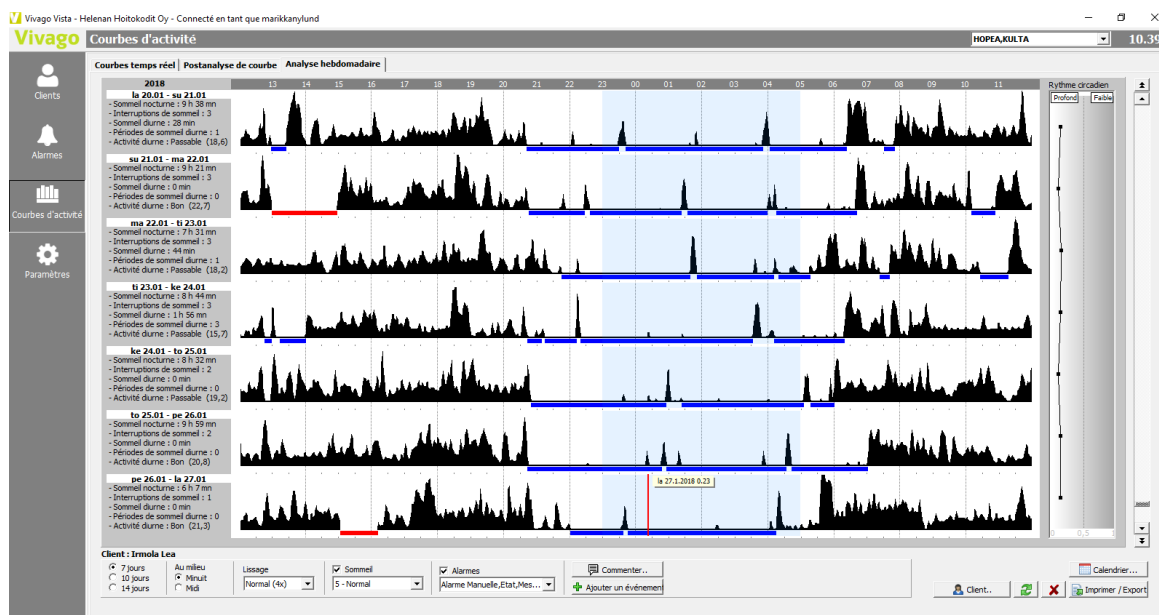 Vivago Vista - Helenan Hoitokodit Oy - Connecté en tant que marikkanylund
Vivago Courbes d'activité HOPEA,KULTA 10.39
Clients
Alarmes
Courbes d'activité
Paramètres
Courbes temps réel Postanalyse de courbe Analyse hebdomadaire
2018 13 14 15 16 17 18 19 20 21 22 23 00 01 02 03 04 05 06 07 08 09 10 11 Rythme circadien
Profond Faible
la 20.01 - su 21.01
- Sommeil nocturne : 9 h 38 mn
- Interruptions de sommeil : 3
- Sommeil diurne : 28 min
- Périodes de sommeil diurne : 1
- Activité diurne : Passable (18,6)
su 21.01 - ma 22.01
- Sommeil nocturne : 9 h 21 mn
- Interruptions de sommeil : 3
- Sommeil diurne : 0 min
- Périodes de sommeil diurne : 0
- Activité diurne : Bon (22,7)
ma 22.01 - ti 23.01
- Sommeil nocturne : 7 h 31 mn
- Interruptions de sommeil : 3
- Sommeil diurne : 44 min
- Périodes de sommeil diurne : 1
- Activité diurne : Passable (18,2)
ti 23.01 - ke 24.01
- Sommeil nocturne : 8 h 44 mn
- Interruptions de sommeil : 3
- Sommeil diurne : 1 h 56 mn
- Périodes de sommeil diurne : 3
- Activité diurne : Passable (15,7)
ke 24.01 - to 25.01
- Sommeil nocturne : 8 h 32 mn
- Interruptions de sommeil : 2
- Sommeil diurne : 0 min
- Périodes de sommeil diurne : 0
- Activité diurne : Passable (19,2)
to 25.01 - pe 26.01
- Sommeil nocturne : 9 h 59 mn
- Interruptions de sommeil : 2
- Sommeil diurne : 0 min
- Périodes de sommeil diurne : 0
- Activité diurne : Bon (20,8)
pe 26.01 - la 27.01
- Sommeil nocturne : 6 h 7 mn
- Interruptions de sommeil : 1
- Sommeil diurne : 0 min
- Périodes de sommeil diurne : 0
- Activité diurne : Bon (21,3)
la 27.1.2018 0.23
0 0,5 1
Client : Irmola Lea
7 jours
10 jours
14 jours
Au milieu
Minuit
Midi
Lissage
Normal (4x)
Sommeil
5 - Normal
Alarmes
Alarme Manuelle,Etat,Mes...
Commenter..
Ajouter un événement
Calendrier...
Client..
Imprimer / Export